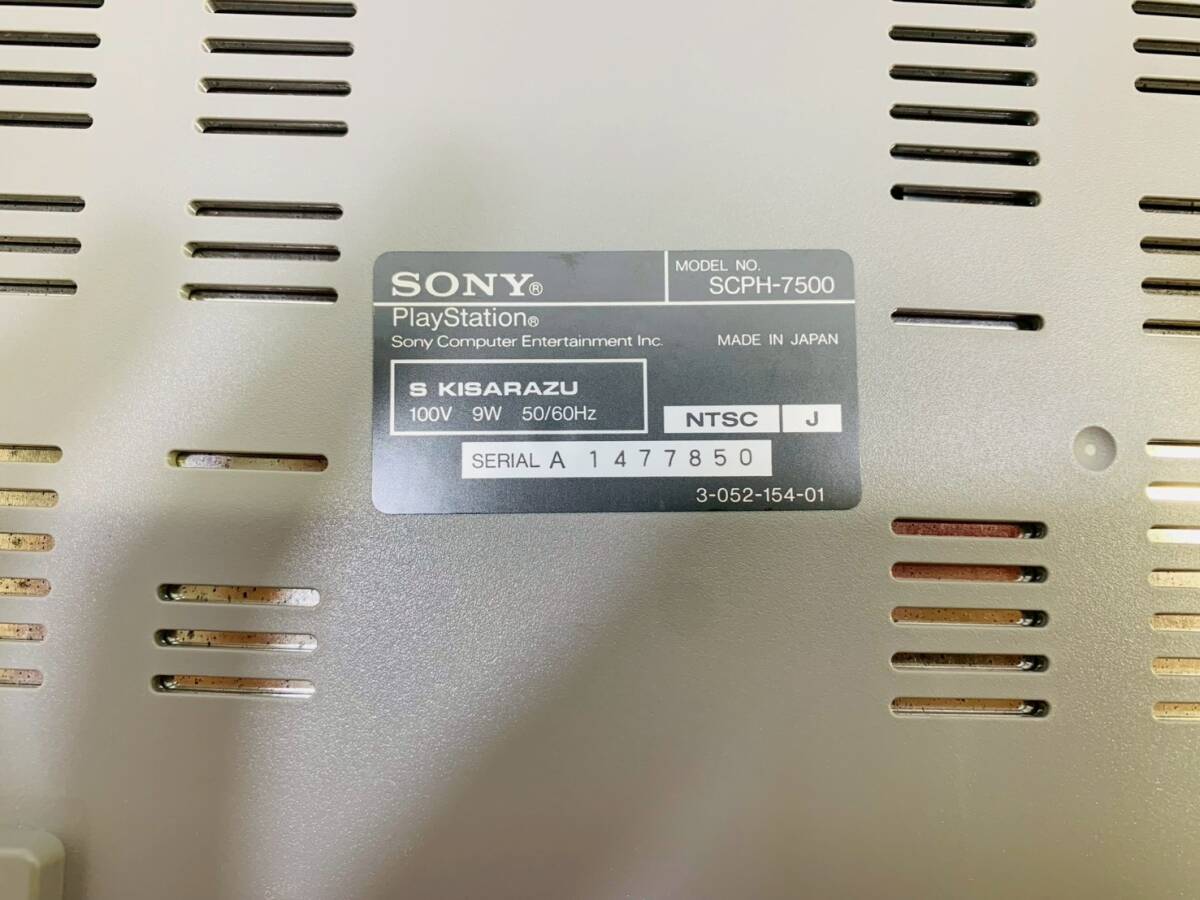 SONY®
MODEL NO.
SCPH-7500
PlayStation®
Sony Computer Entertainment Inc.
MADE IN JAPAN
S KISARAZU
100V 9W 50/60Hz
NTSC J
SERIAL A 1477850
3-052-154-01